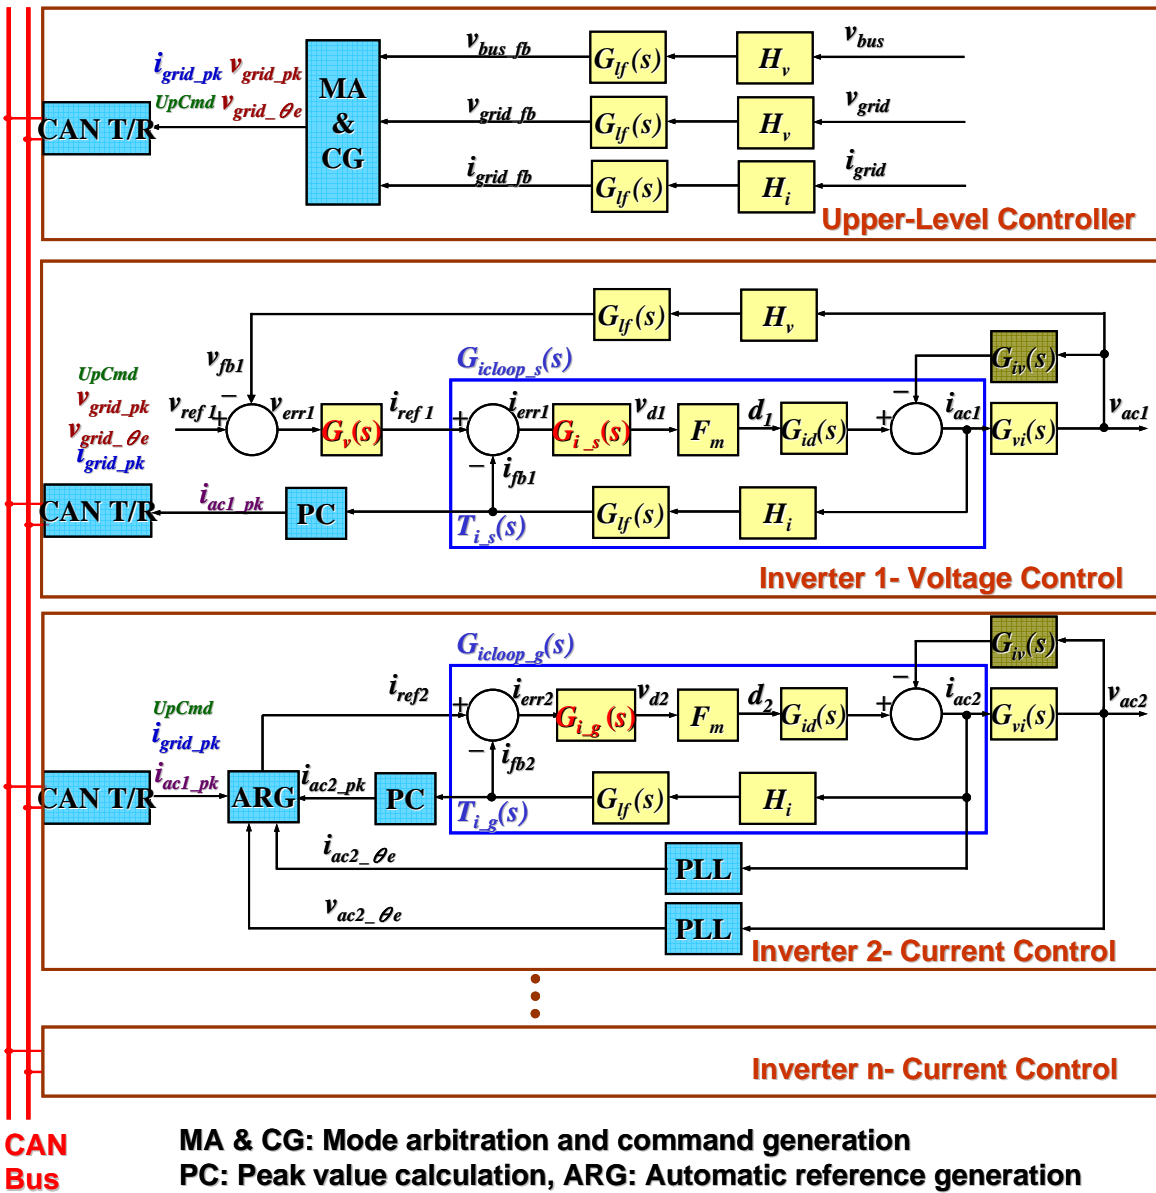 v_bus_fb G_lf(s) H_v v_bus
i_grid_pk v_grid_pk
UpCmd v_grid_θe
CAN T/R
MA
&
CG
v_grid_fb G_lf(s) H_v v_grid
i_grid_fb G_lf(s) H_i i_grid
Upper-Level Controller
G_lf(s) H_v
v_fb1 G_icloop_s(s) G_iv(s)
UpCmd
v_grid_pk
v_grid_θe
i_grid_pk
v_ref1 − + v_err1 G_v(s) i_ref1 + − i_err1 G_i_s(s) v_d1 F_m d_1 G_id(s) + − i_ac1 G_vi(s) v_ac1
i_fb1
CAN T/R i_ac1_pk PC G_lf(s) H_i
T_i_s(s)
Inverter 1- Voltage Control
G_icloop_g(s) G_iv(s)
i_ref2 + − i_err2 G_i_g(s) v_d2 F_m d_2 G_id(s) + − i_ac2 G_vi(s) v_ac2
UpCmd
i_grid_pk
i_ac1_pk
i_fb2
CAN T/R ARG i_ac2_pk PC G_lf(s) H_i
T_i_g(s)
i_ac2_θe PLL
v_ac2_θe PLL
Inverter 2- Current Control
Inverter n- Current Control
CAN
Bus
MA & CG: Mode arbitration and command generation
PC: Peak value calculation, ARG: Automatic reference generation